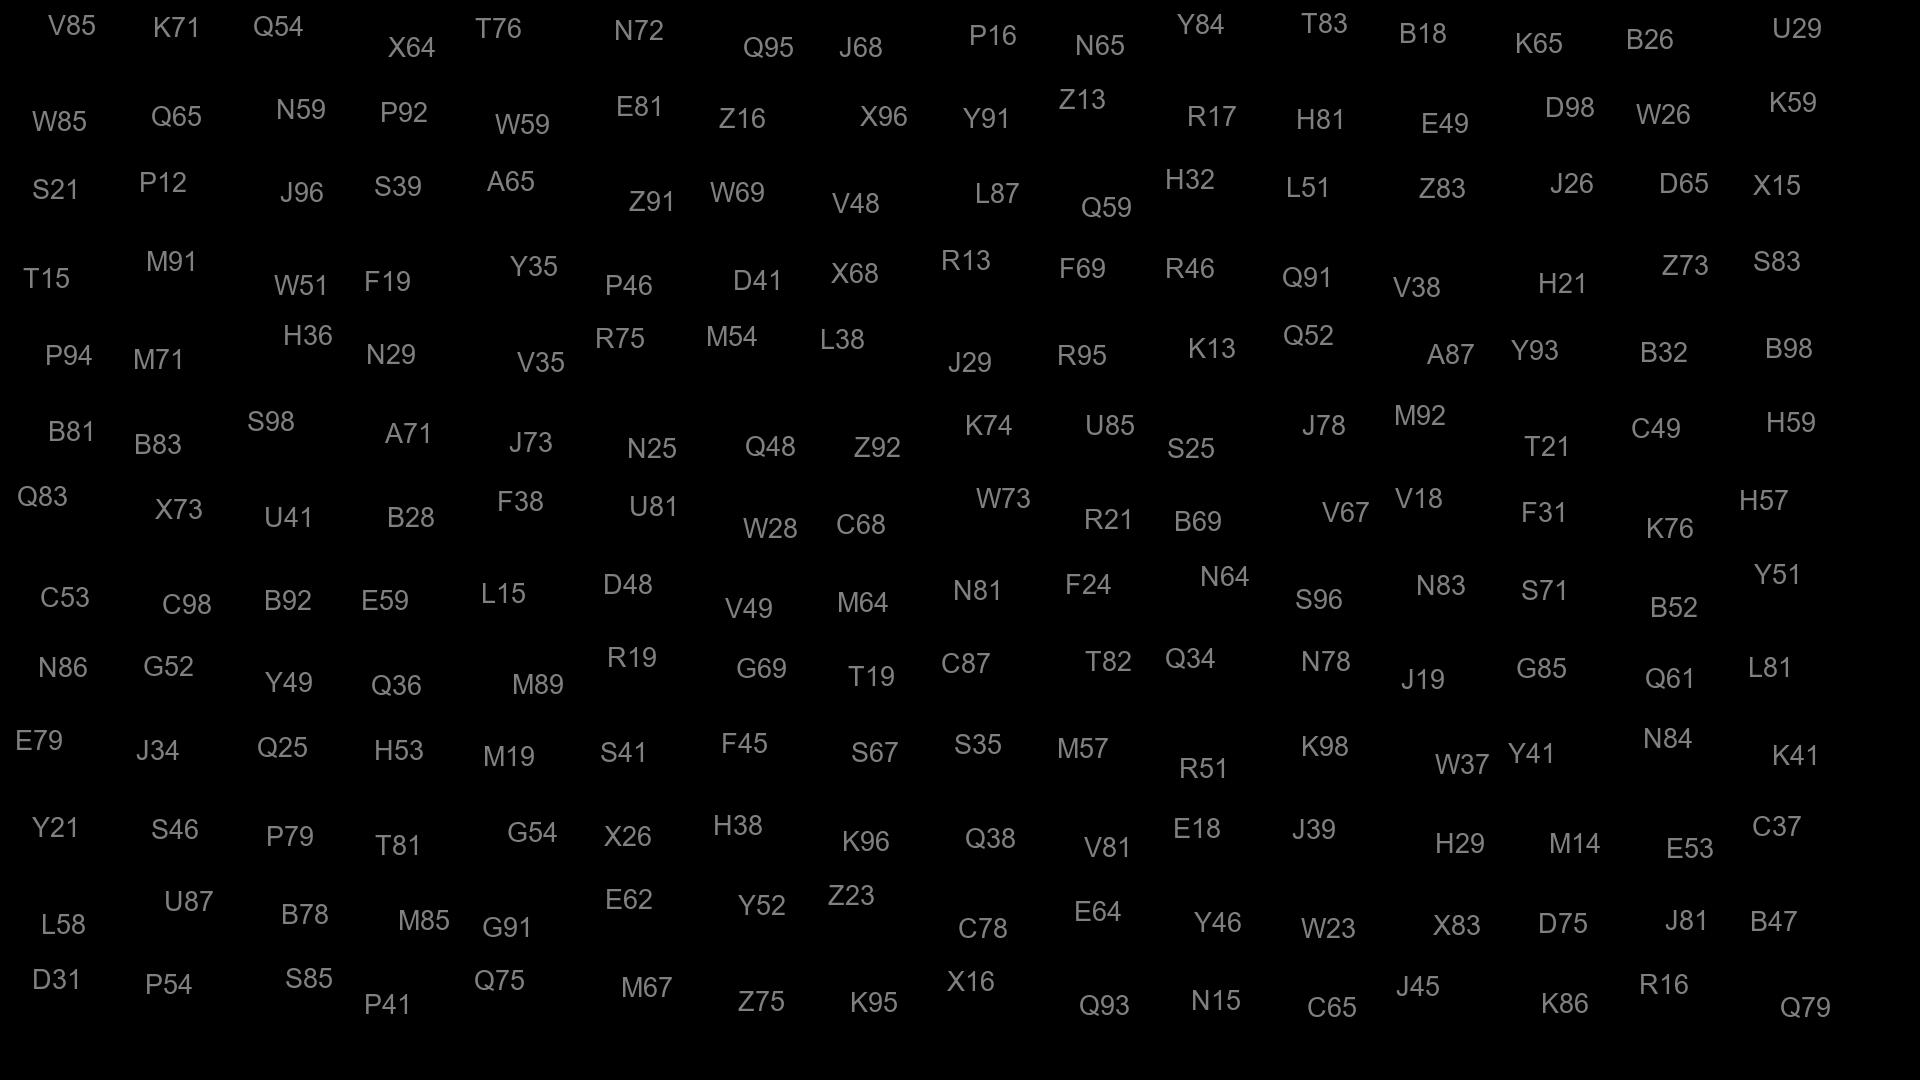 V85 K71 Q54 X64 T76 N72 Q95 J68 P16 N65 Y84 T83 B18 K65 B26 U29
W85 Q65 N59 P92 W59 E81 Z16 X96 Y91 Z13 R17 H81 E49 D98 W26 K59
S21 P12 J96 S39 A65 Z91 W69 V48 L87 Q59 H32 L51 Z83 J26 D65 X15
T15 M91 W51 F19 Y35 P46 D41 X68 R13 F69 R46 Q91 V38 H21 Z73 S83
P94 M71 H36 N29 V35 R75 M54 L38 J29 R95 K13 Q52 A87 Y93 B32 B98
B81 B83 S98 A71 J73 N25 Q48 Z92 K74 U85 S25 J78 M92 T21 C49 H59
Q83 X73 U41 B28 F38 U81 W28 C68 W73 R21 B69 V67 V18 F31 K76 H57
C53 C98 B92 E59 L15 D48 V49 M64 N81 F24 N64 S96 N83 S71 B52 Y51
N86 G52 Y49 Q36 M89 R19 G69 T19 C87 T82 Q34 N78 J19 G85 Q61 L81
E79 J34 Q25 H53 M19 S41 F45 S67 S35 M57 R51 K98 W37 Y41 N84 K41
Y21 S46 P79 T81 G54 X26 H38 K96 Q38 V81 E18 J39 H29 M14 E53 C37
L58 U87 B78 M85 G91 E62 Y52 Z23 C78 E64 Y46 W23 X83 D75 J81 B47
D31 P54 S85 P41 Q75 M67 Z75 K95 X16 Q93 N15 C65 J45 K86 R16 Q79